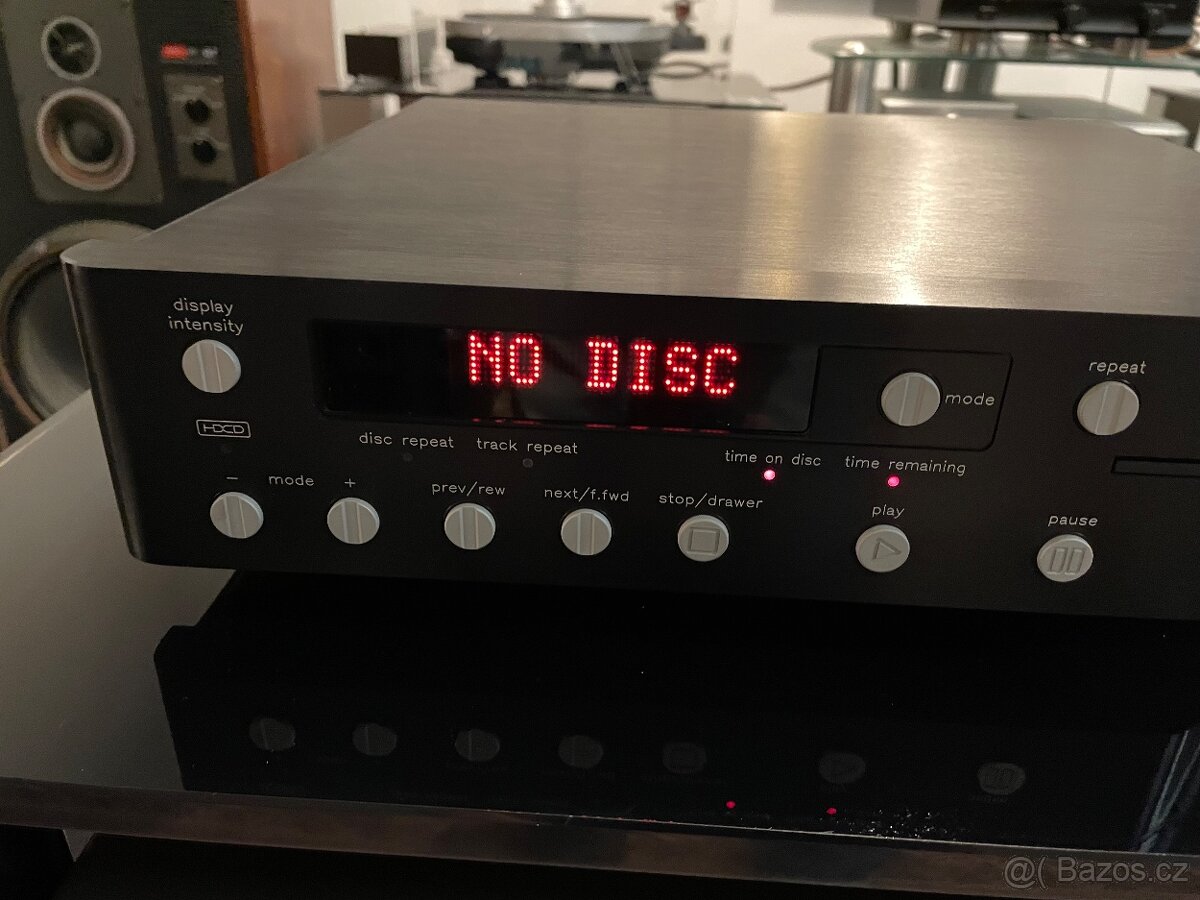 display
intensity
NO DISC
mode
repeat
HDCD
disc repeat
track repeat
time on disc
time remaining
− mode +
prev/rew
next/f.fwd
stop/drawer
play
pause
@( Bazos.cz